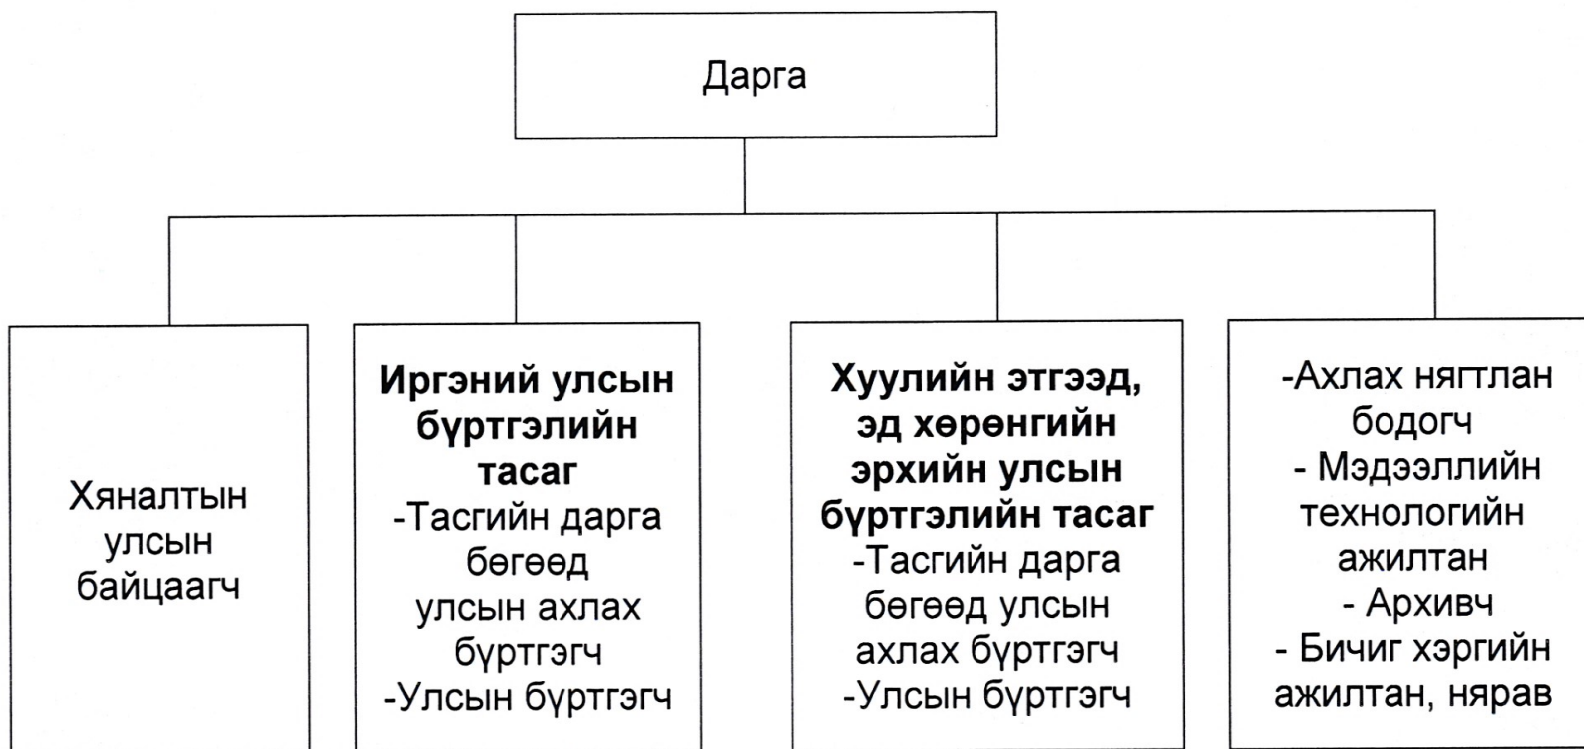 Дарга
Хяналтын
улсын
байцаагч
Иргэний улсын
бүртгэлийн
тасаг
-Тасгийн дарга
бөгөөд
улсын ахлах
бүртгэгч
-Улсын бүртгэгч
Хуулийн этгээд,
эд хөрөнгийн
эрхийн улсын
бүртгэлийн тасаг
-Тасгийн дарга
бөгөөд улсын
ахлах бүртгэгч
-Улсын бүртгэгч
-Ахлах нягтлан
бодогч
- Мэдээллийн
технологийн
ажилтан
- Архивч
- Бичиг хэргийн
ажилтан, нярав